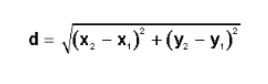 d = √(x₂ − x₁)² + (y₂ − y₁)²